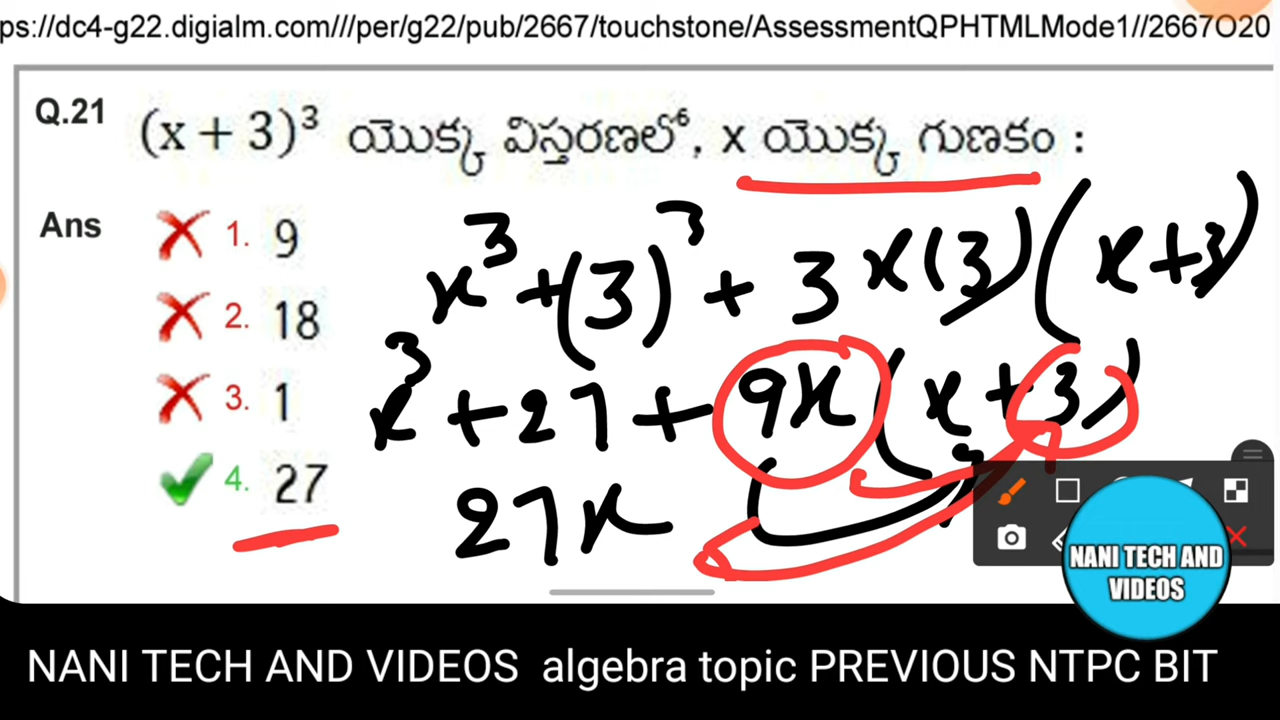 ps://dc4-g22.digialm.com///per/g22/pub/2667/touchstone/AssessmentQPHTMLMode1//2667O20
Q.21 (x + 3)³ యొక్క విస్తరణలో, x యొక్క గుణకం :
Ans
1. 9
2. 18
3. 1
4. 27
x³ + (3)³ + 3x(3)(x+3)
x³ + 27 + 9x(x+3)
27x
NANI TECH AND
VIDEOS
NANI TECH AND VIDEOS algebra topic PREVIOUS NTPC BIT